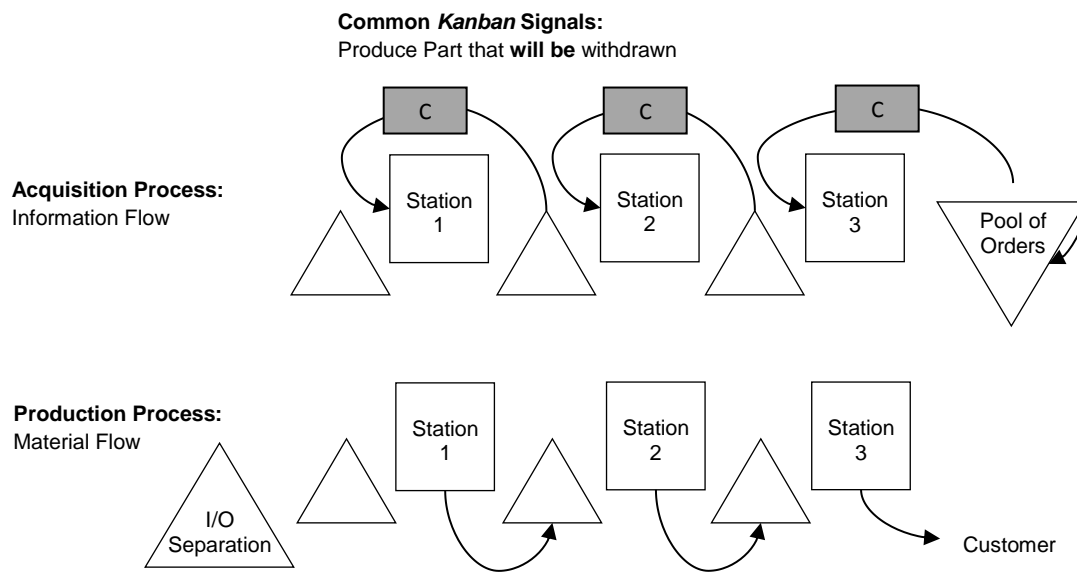 Common Kanban Signals:
Produce Part that will be withdrawn
C
C
C
Acquisition Process:
Information Flow
Station
1
Station
2
Station
3
Pool of
Orders
Production Process:
Material Flow
I/O
Separation
Station
1
Station
2
Station
3
Customer